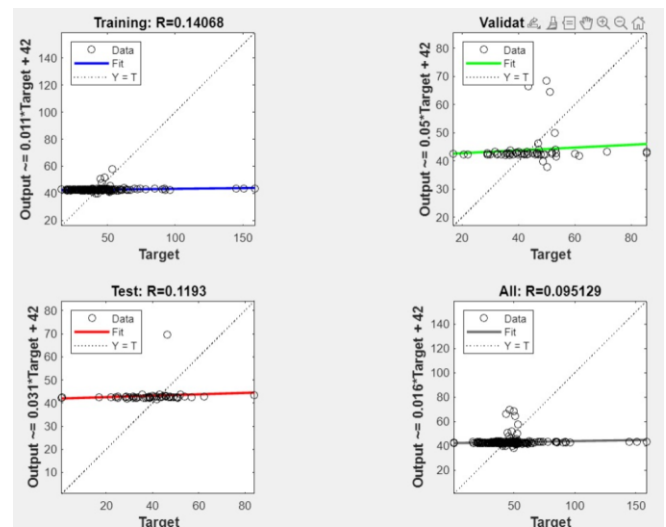 Training: R=0.14068
Data
Fit
Y = T
Output ~= 0.011*Target + 42
140
120
100
80
60
40
20
50
100
150
Target
Validat
Data
Fit
Y = T
Output ~= 0.05*Target + 42
80
70
60
50
40
30
20
20
40
60
80
Target
Test: R=0.1193
Data
Fit
Y = T
Output ~= 0.031*Target + 42
80
70
60
50
40
30
20
10
20
40
60
80
Target
All: R=0.095129
Data
Fit
Y = T
Output ~= 0.016*Target + 42
140
120
100
80
60
40
20
50
100
150
Target